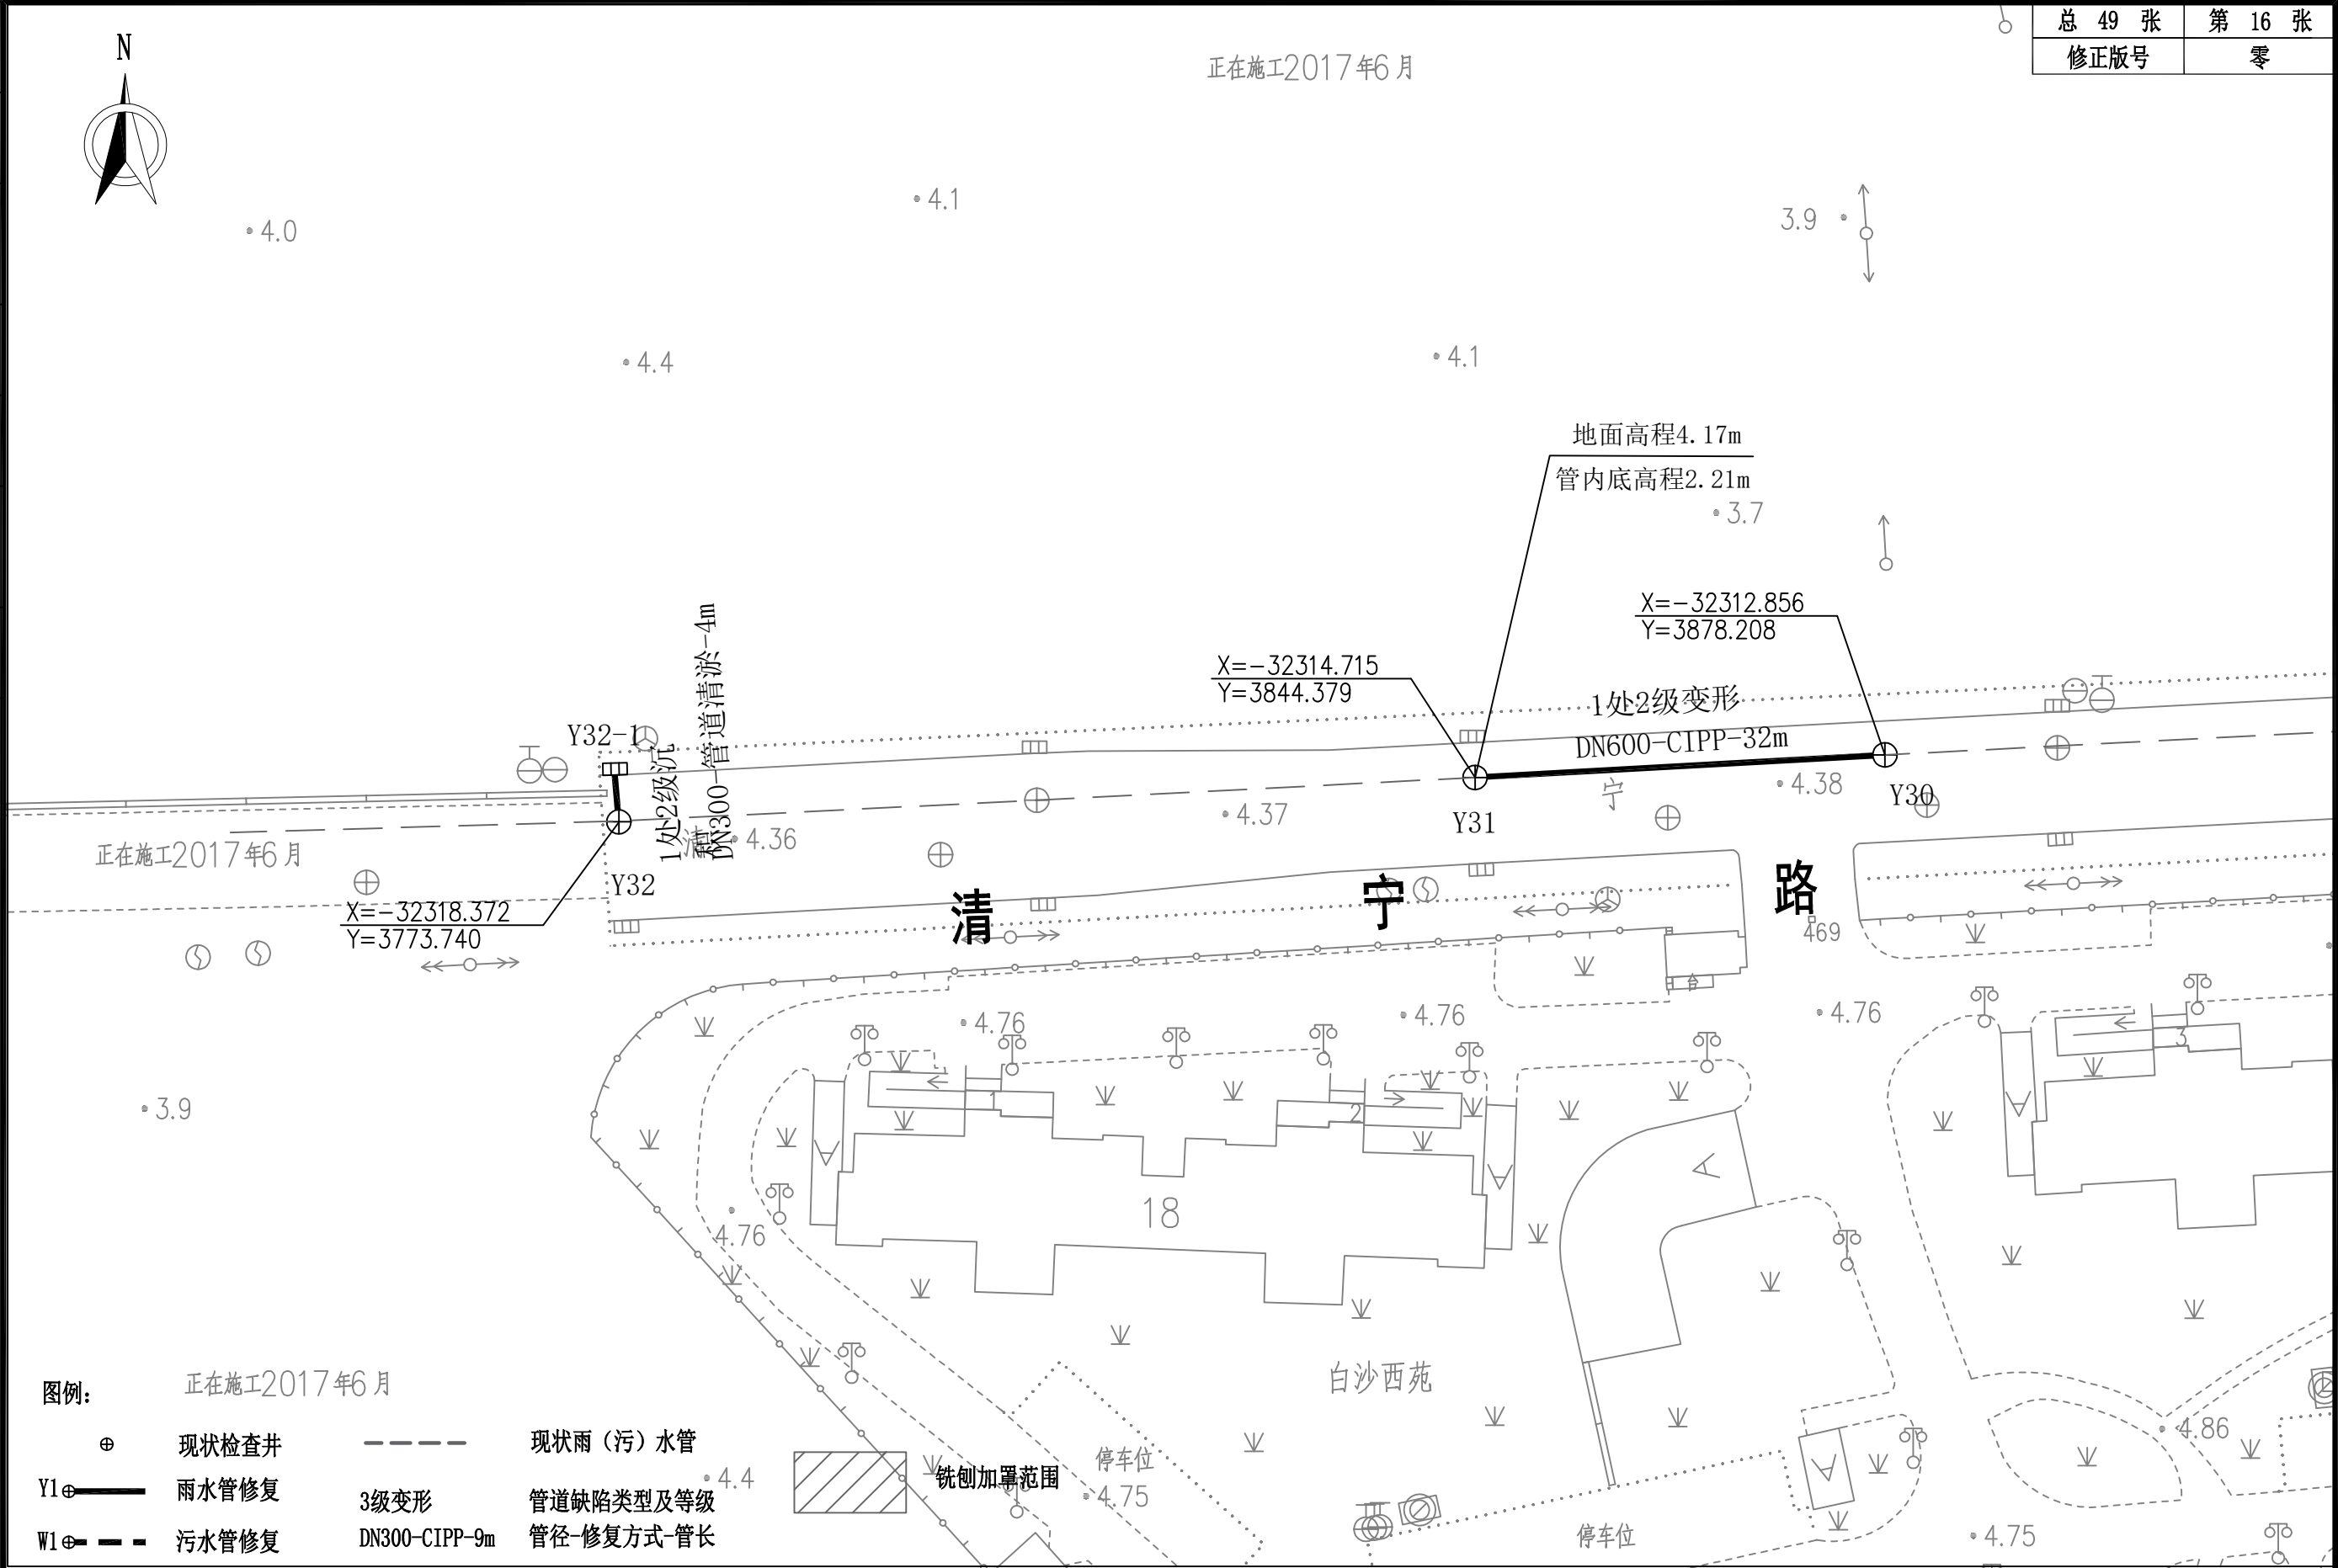 总 49 张 第 16 张
修正版号 零
N
正在施工2017年6月
4.1
4.0
3.9
4.4
4.1
地面高程4.17m
管内底高程2.21m
3.7
X=-32312.856
Y=3878.208
X=-32314.715
Y=3844.379
1处2级变形
DN600-CIPP-32m
Y32-1
1处2级沉积
DN300-管道清淤-4m
宁
4.38
Y30
4.37
Y31
清
4.36
正在施工2017年6月
Y32
X=-32318.372
Y=3773.740
清 宁 路
469
台
4.76
4.76
4.76
3
1
2
3.9
18
4.76
白沙西苑
正在施工2017年6月
4.86
停车位
4.4
4.75
停车位
4.75
图例:
现状检查井
现状雨（污）水管
Y1
雨水管修复
铣刨加罩范围
3级变形
管道缺陷类型及等级
W1
污水管修复
DN300-CIPP-9m
管径-修复方式-管长